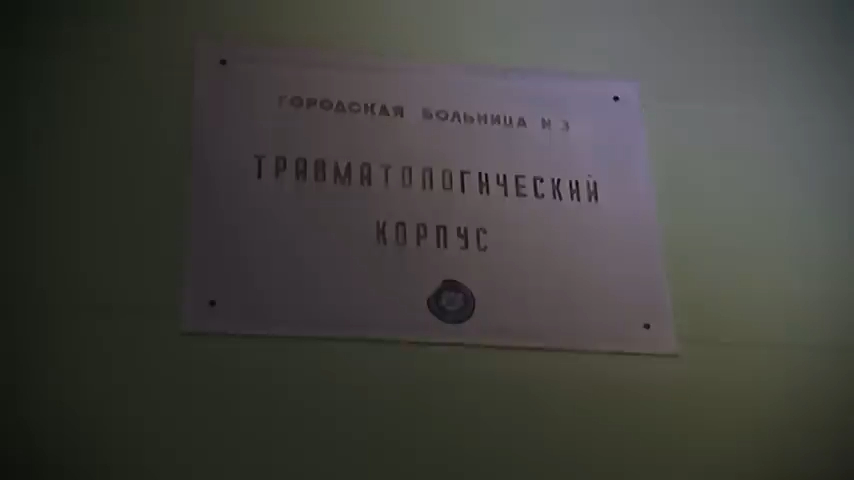 ГОРОДСКАЯ БОЛЬНИЦА N 3
ТРАВМАТОЛОГИЧЕСКИЙ
КОРПУС